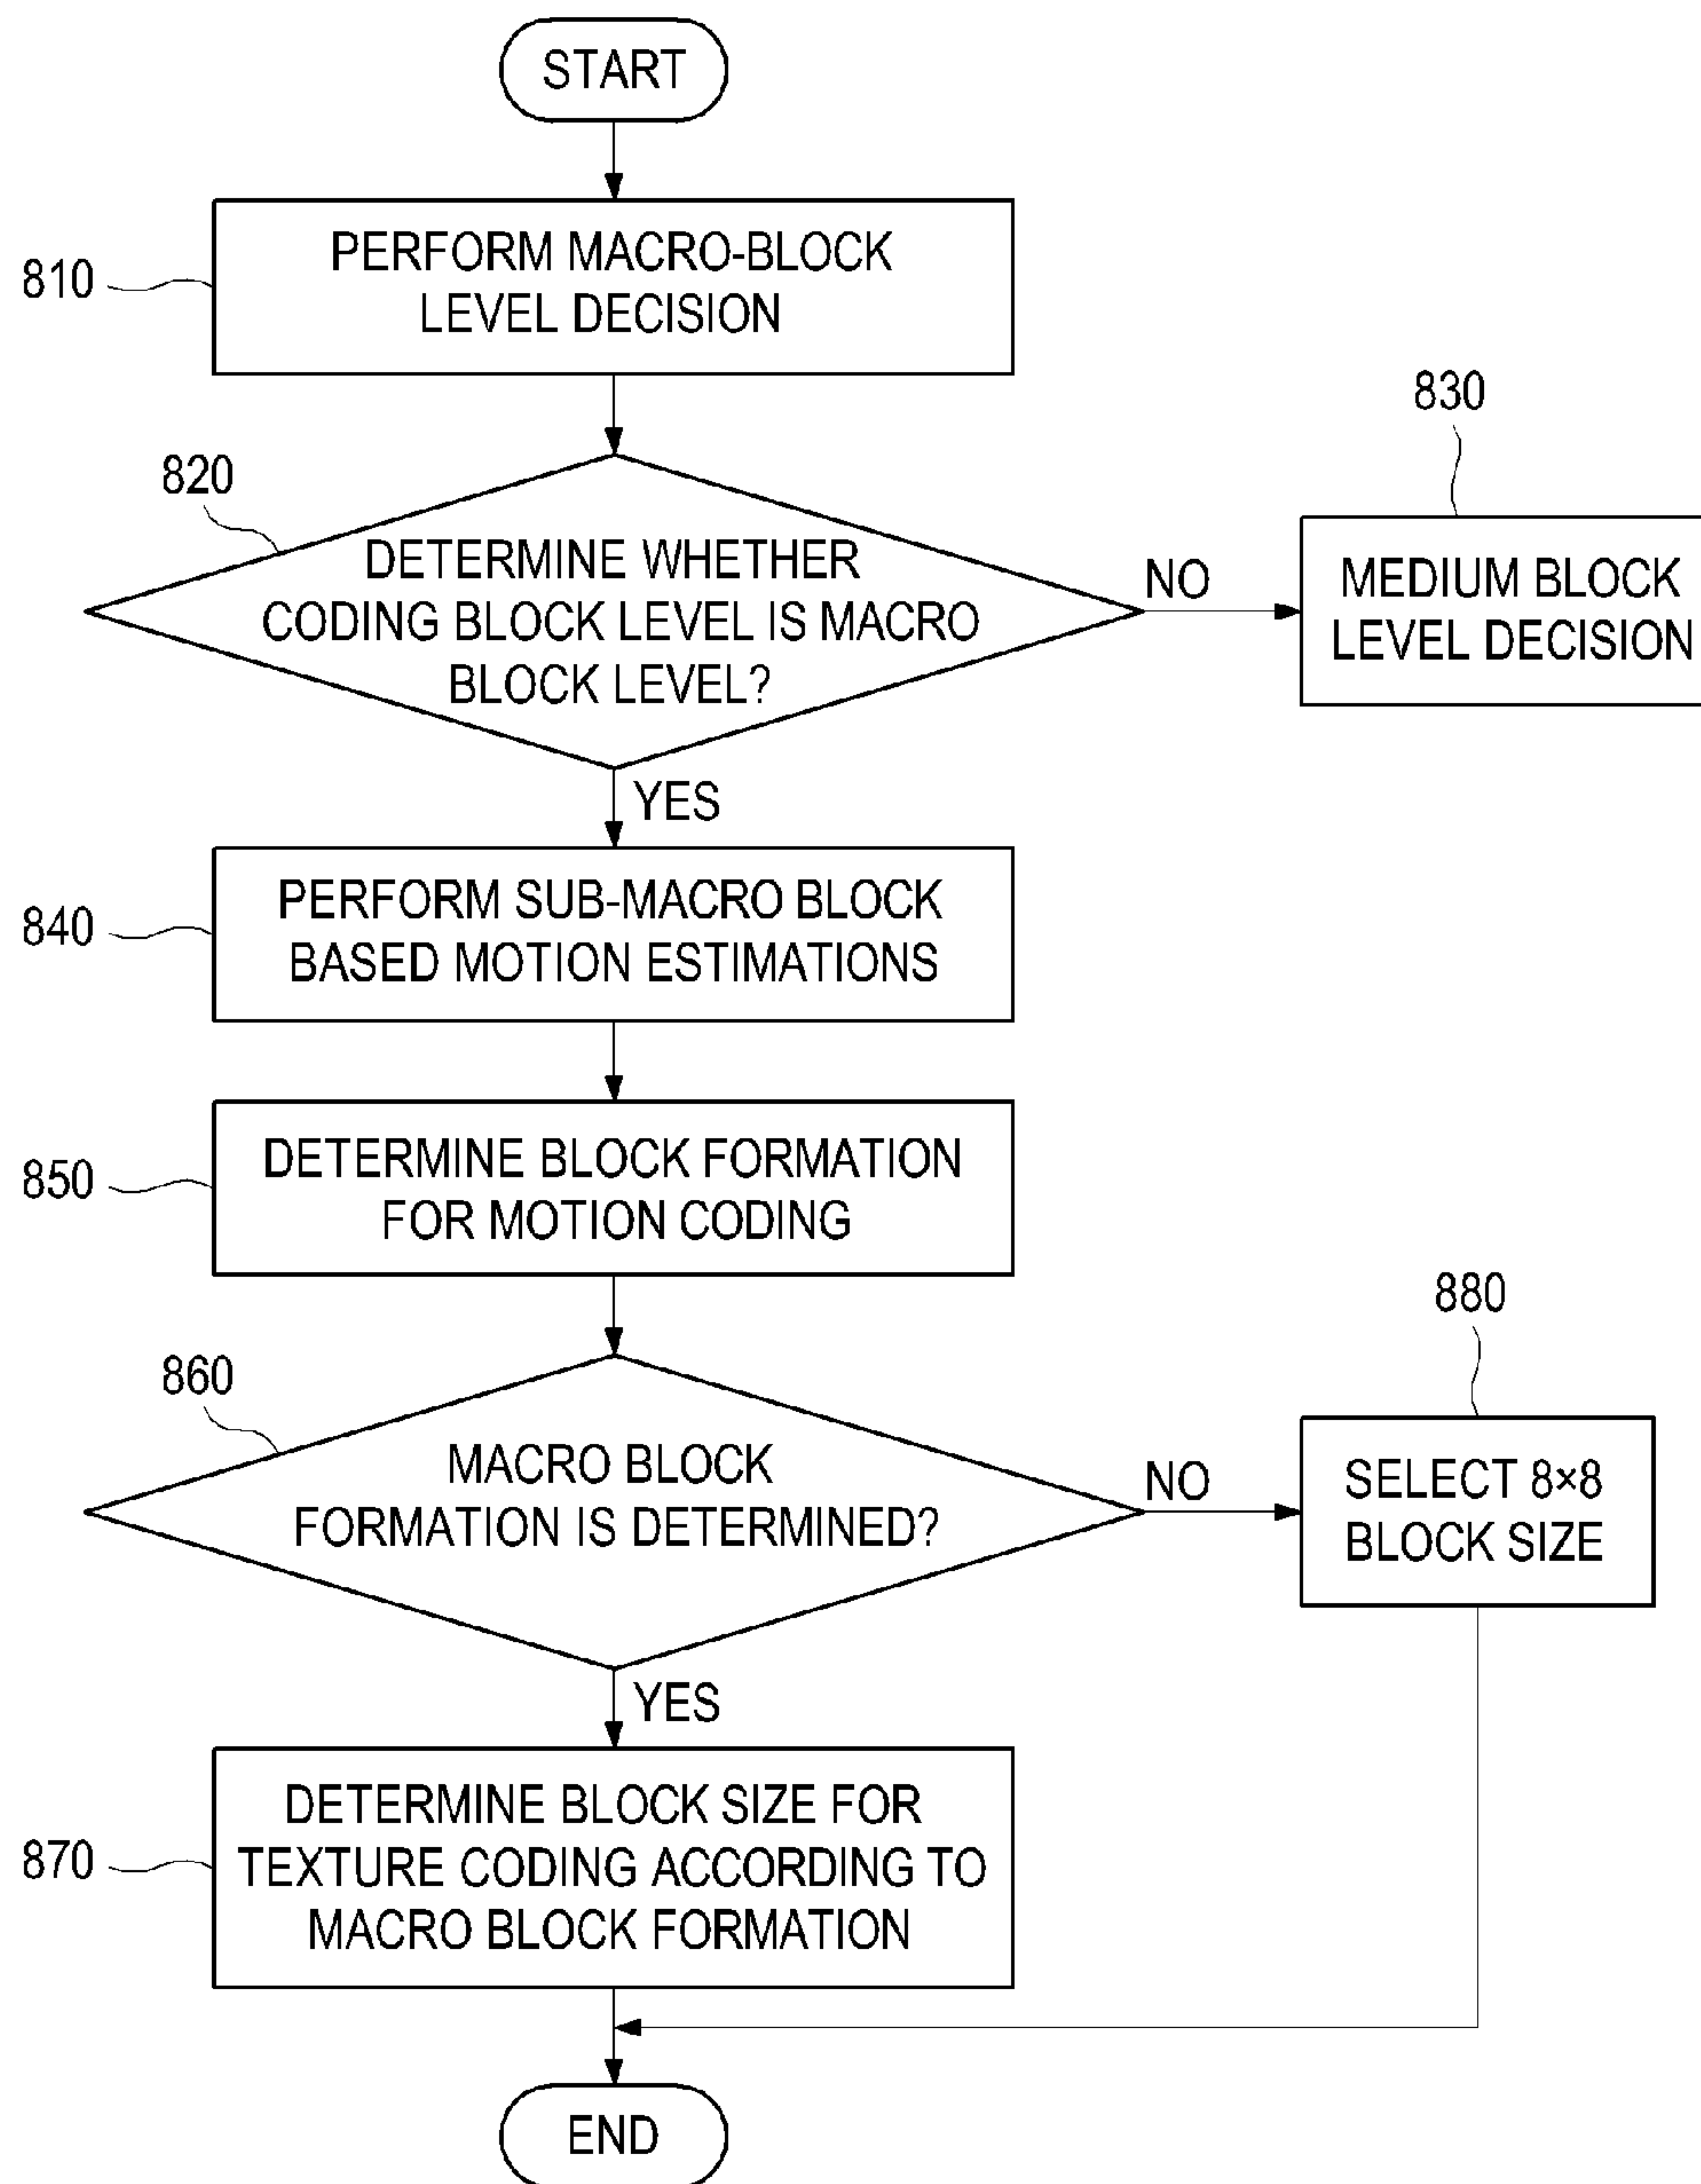 START
810
PERFORM MACRO-BLOCK
LEVEL DECISION
820
DETERMINE WHETHER
CODING BLOCK LEVEL IS MACRO
BLOCK LEVEL?
NO
830
MEDIUM BLOCK
LEVEL DECISION
YES
840
PERFORM SUB-MACRO BLOCK
BASED MOTION ESTIMATIONS
850
DETERMINE BLOCK FORMATION
FOR MOTION CODING
860
MACRO BLOCK
FORMATION IS DETERMINED?
NO
880
SELECT 8×8
BLOCK SIZE
YES
870
DETERMINE BLOCK SIZE FOR
TEXTURE CODING ACCORDING TO
MACRO BLOCK FORMATION
END